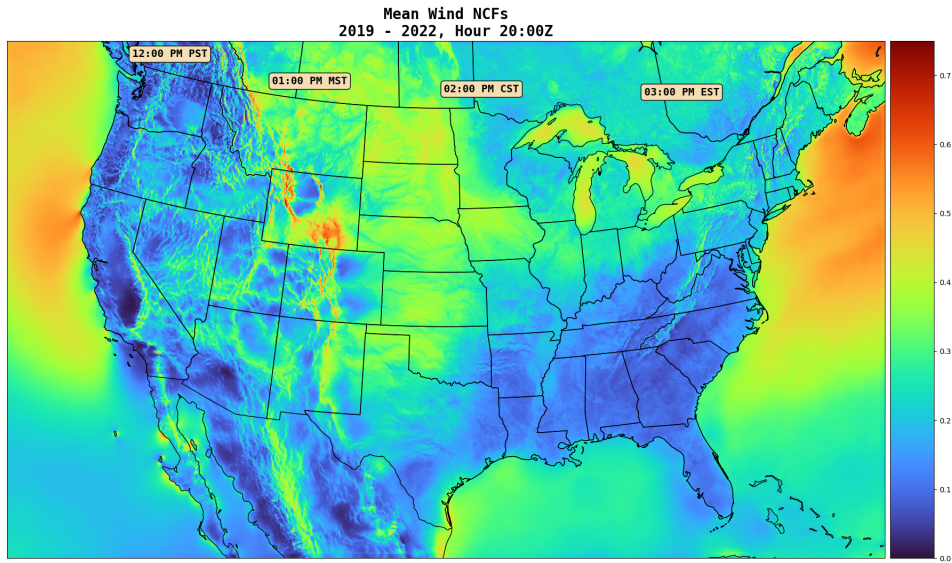 Mean Wind NCFs
2019 - 2022, Hour 20:00Z
12:00 PM PST
01:00 PM MST
02:00 PM CST
03:00 PM EST
0.7
0.6
0.5
0.4
0.3
0.2
0.1
0.0